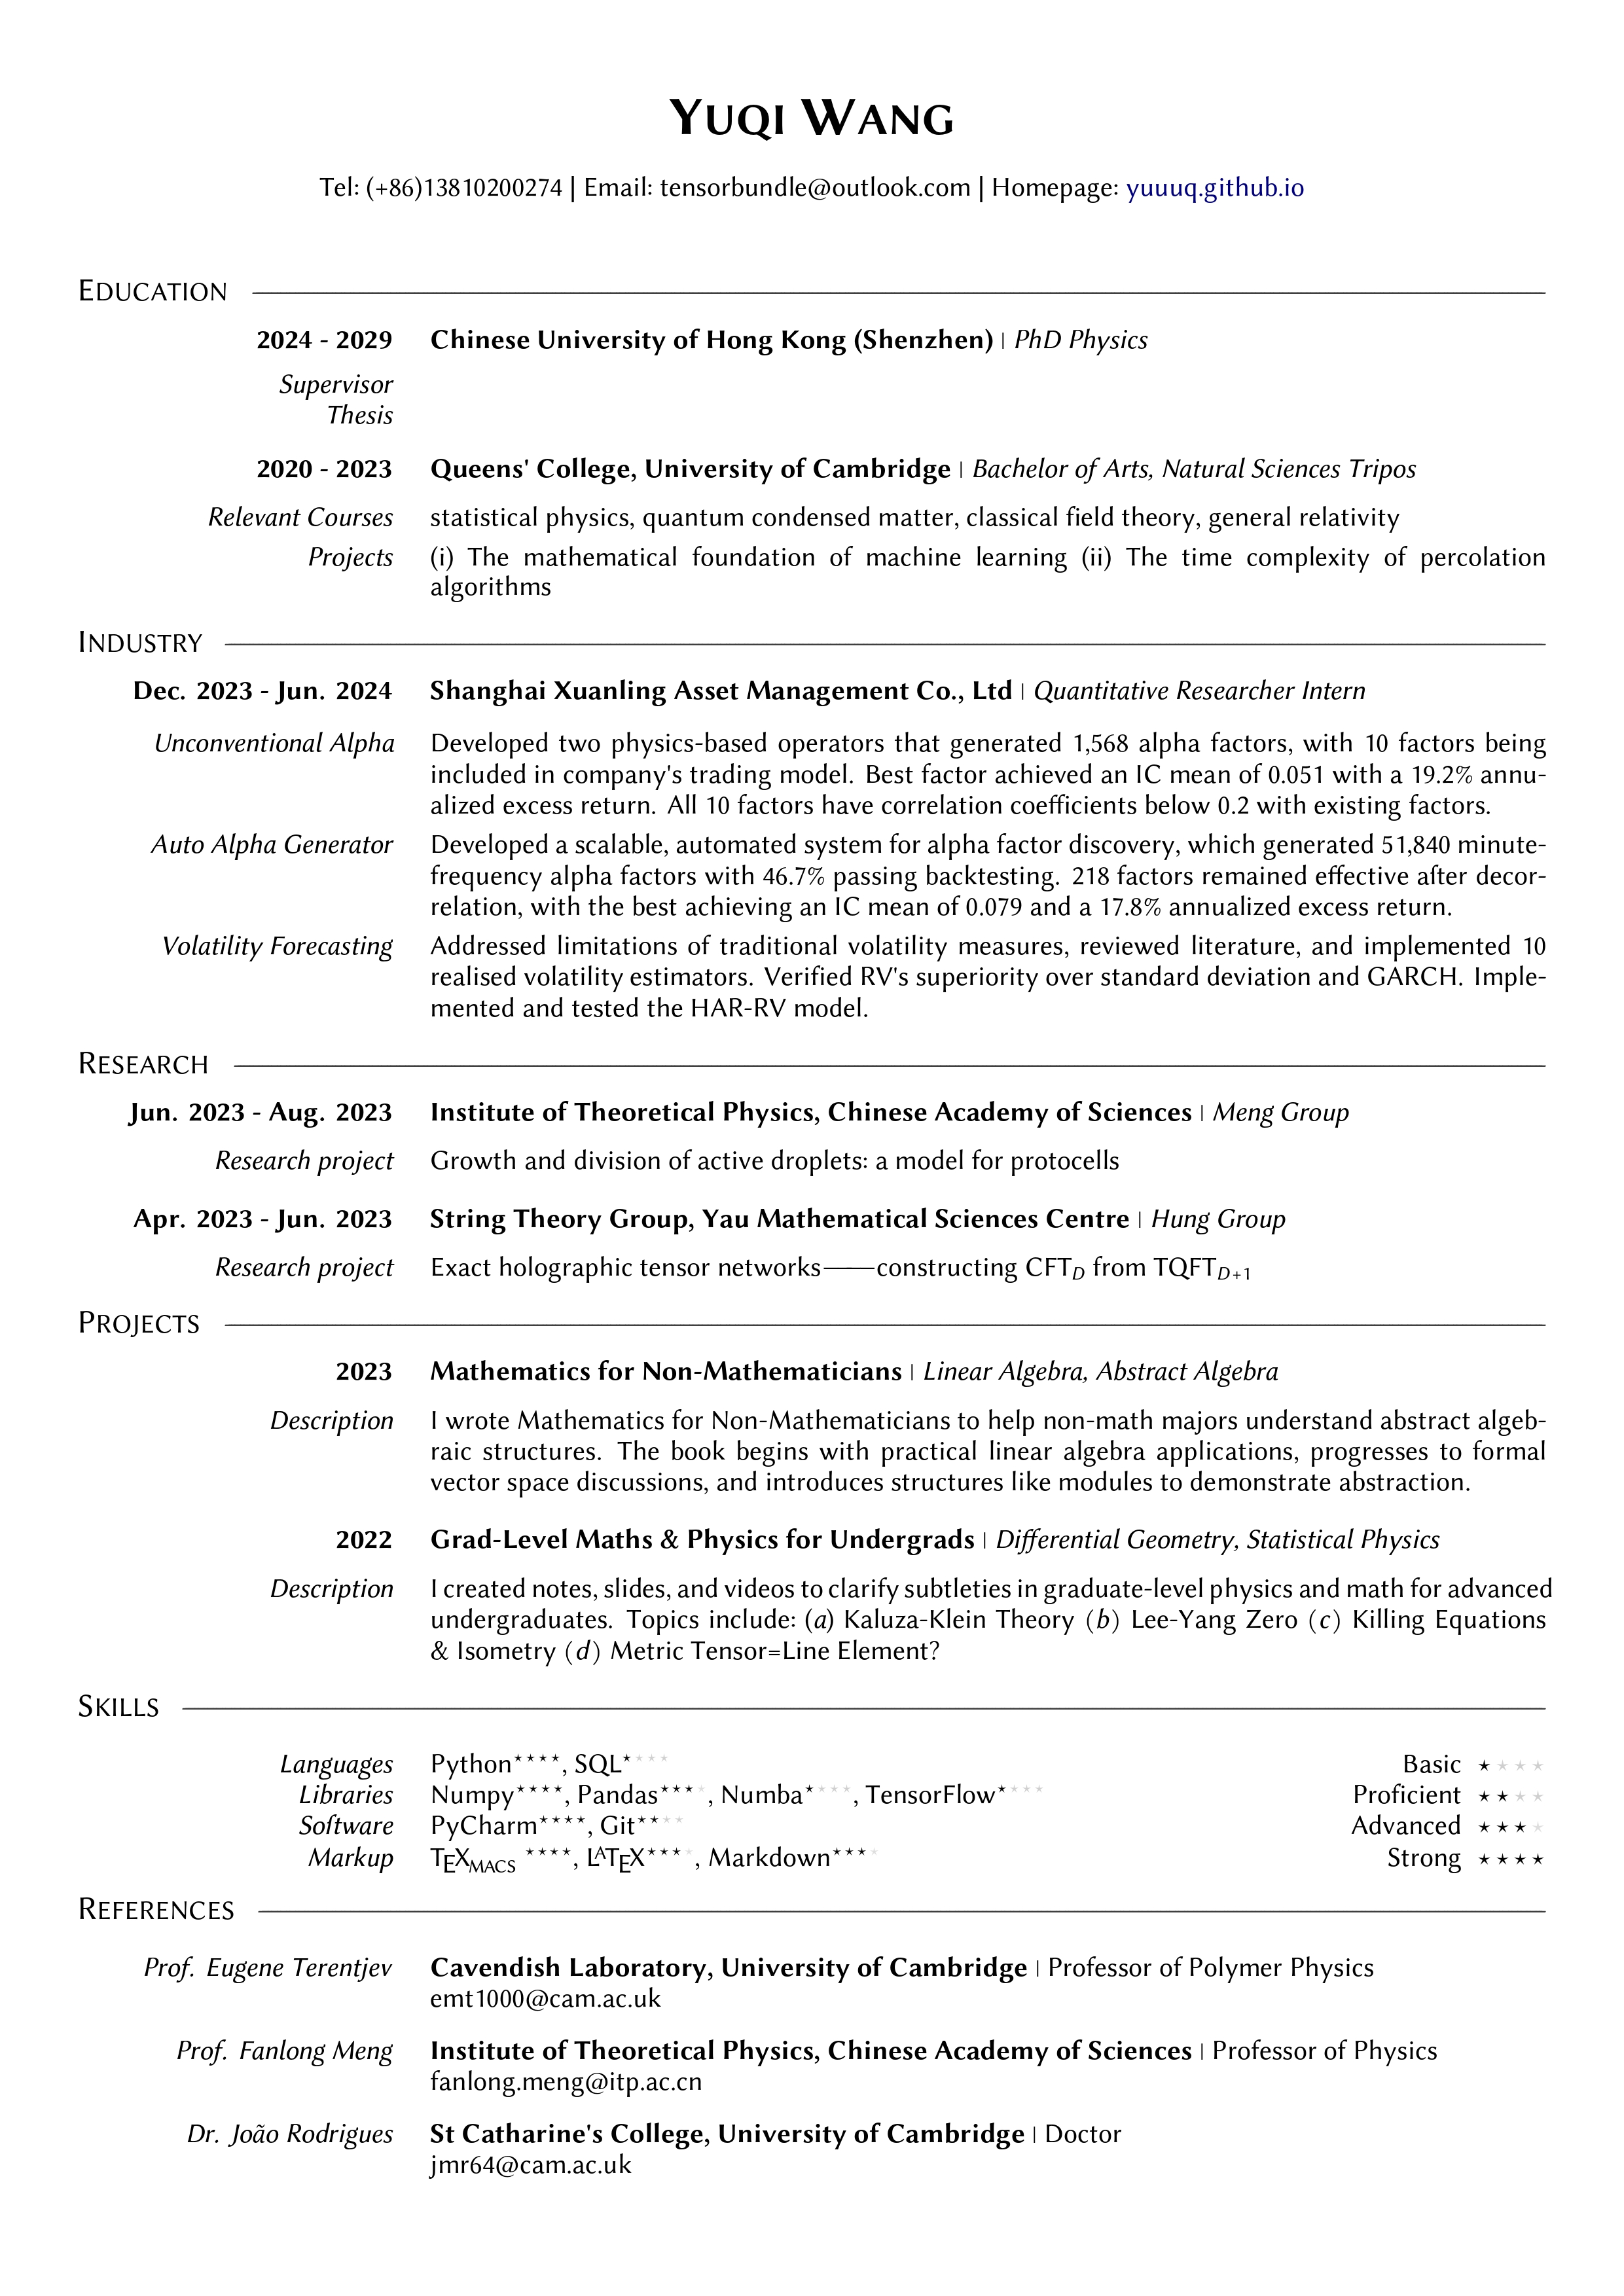 YUQI WANG
Tel: (+86)13810200274 | Email: tensorbundle@outlook.com | Homepage: yuuuq.github.io
EDUCATION
2024 - 2029 Chinese University of Hong Kong (Shenzhen) | PhD Physics
Supervisor
Thesis
2020 - 2023 Queens' College, University of Cambridge | Bachelor of Arts, Natural Sciences Tripos
Relevant Courses statistical physics, quantum condensed matter, classical field theory, general relativity
Projects (i) The mathematical foundation of machine learning (ii) The time complexity of percolation
algorithms
INDUSTRY
Dec. 2023 - Jun. 2024 Shanghai Xuanling Asset Management Co., Ltd | Quantitative Researcher Intern
Unconventional Alpha Developed two physics-based operators that generated 1,568 alpha factors, with 10 factors being
included in company's trading model. Best factor achieved an IC mean of 0.051 with a 19.2% annu-
alized excess return. All 10 factors have correlation coefficients below 0.2 with existing factors.
Auto Alpha Generator Developed a scalable, automated system for alpha factor discovery, which generated 51,840 minute-
frequency alpha factors with 46.7% passing backtesting. 218 factors remained effective after decor-
relation, with the best achieving an IC mean of 0.079 and a 17.8% annualized excess return.
Volatility Forecasting Addressed limitations of traditional volatility measures, reviewed literature, and implemented 10
realised volatility estimators. Verified RV's superiority over standard deviation and GARCH. Imple-
mented and tested the HAR-RV model.
RESEARCH
Jun. 2023 - Aug. 2023 Institute of Theoretical Physics, Chinese Academy of Sciences | Meng Group
Research project Growth and division of active droplets: a model for protocells
Apr. 2023 - Jun. 2023 String Theory Group, Yau Mathematical Sciences Centre | Hung Group
Research project Exact holographic tensor networks——constructing CFT_D from TQFT_{D+1}
PROJECTS
2023 Mathematics for Non-Mathematicians | Linear Algebra, Abstract Algebra
Description I wrote Mathematics for Non-Mathematicians to help non-math majors understand abstract algeb-
raic structures. The book begins with practical linear algebra applications, progresses to formal
vector space discussions, and introduces structures like modules to demonstrate abstraction.
2022 Grad-Level Maths & Physics for Undergrads | Differential Geometry, Statistical Physics
Description I created notes, slides, and videos to clarify subtleties in graduate-level physics and math for advanced
undergraduates. Topics include: (a) Kaluza-Klein Theory (b) Lee-Yang Zero (c) Killing Equations
& Isometry (d) Metric Tensor=Line Element?
SKILLS
Languages Python★★★★, SQL★☆☆☆ Basic ★☆☆☆
Libraries Numpy★★★★, Pandas★★★☆, Numba★☆☆☆, TensorFlow★☆☆☆ Proficient ★★☆☆
Software PyCharm★★★★, Git★★☆☆ Advanced ★★★☆
Markup TEXMACS ★★★★, LATEX★★★☆, Markdown★★★☆ Strong ★★★★
REFERENCES
Prof. Eugene Terentjev Cavendish Laboratory, University of Cambridge | Professor of Polymer Physics
emt1000@cam.ac.uk
Prof. Fanlong Meng Institute of Theoretical Physics, Chinese Academy of Sciences | Professor of Physics
fanlong.meng@itp.ac.cn
Dr. João Rodrigues St Catharine's College, University of Cambridge | Doctor
jmr64@cam.ac.uk